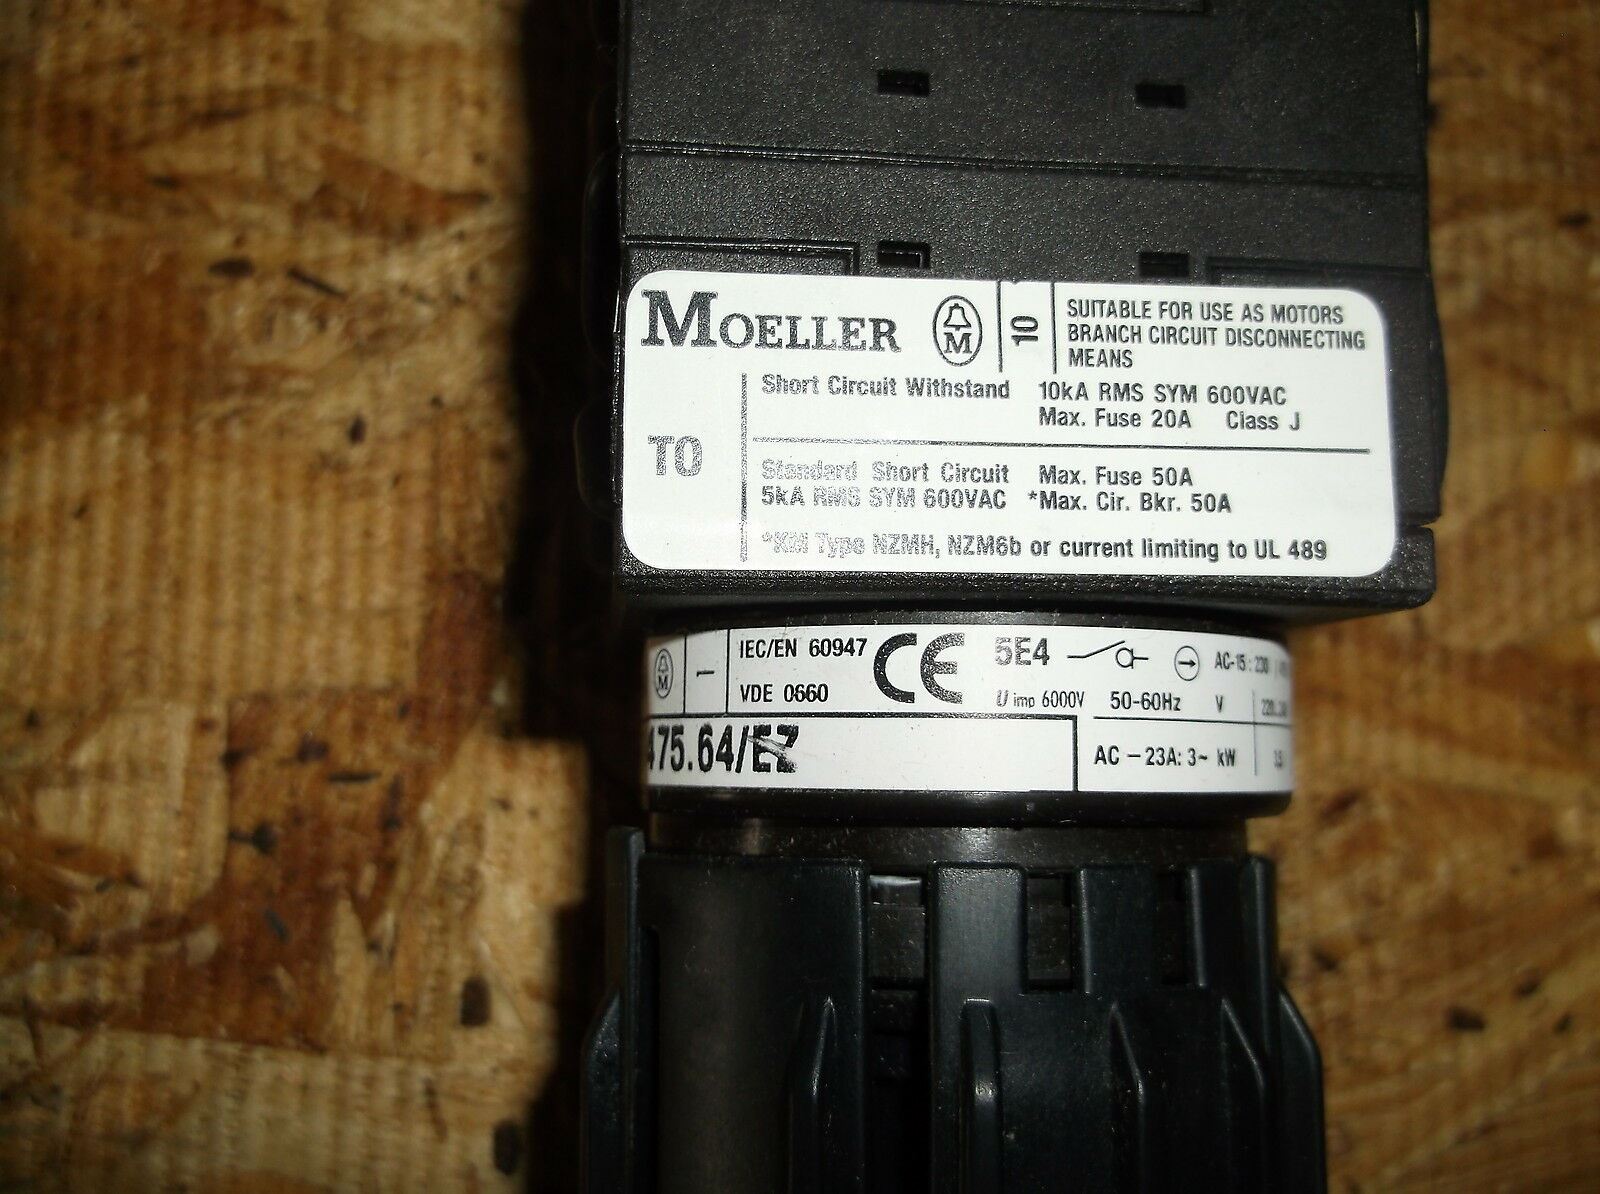 MOELLER
M
10
SUITABLE FOR USE AS MOTORS
BRANCH CIRCUIT DISCONNECTING
MEANS
T0
Short Circuit Withstand 10kA RMS SYM 600VAC
Max. Fuse 20A Class J
Standard Short Circuit Max. Fuse 50A
5kA RMS SYM 600VAC *Max. Cir. Bkr. 50A
*KM Type NZMH, NZM6b or current limiting to UL 489
M
IEC/EN 60947
VDE 0660
CE
5E4
U imp 6000V
50-60Hz
AC-15: 230
V
475.64/EZ
AC – 23A: 3~ kW